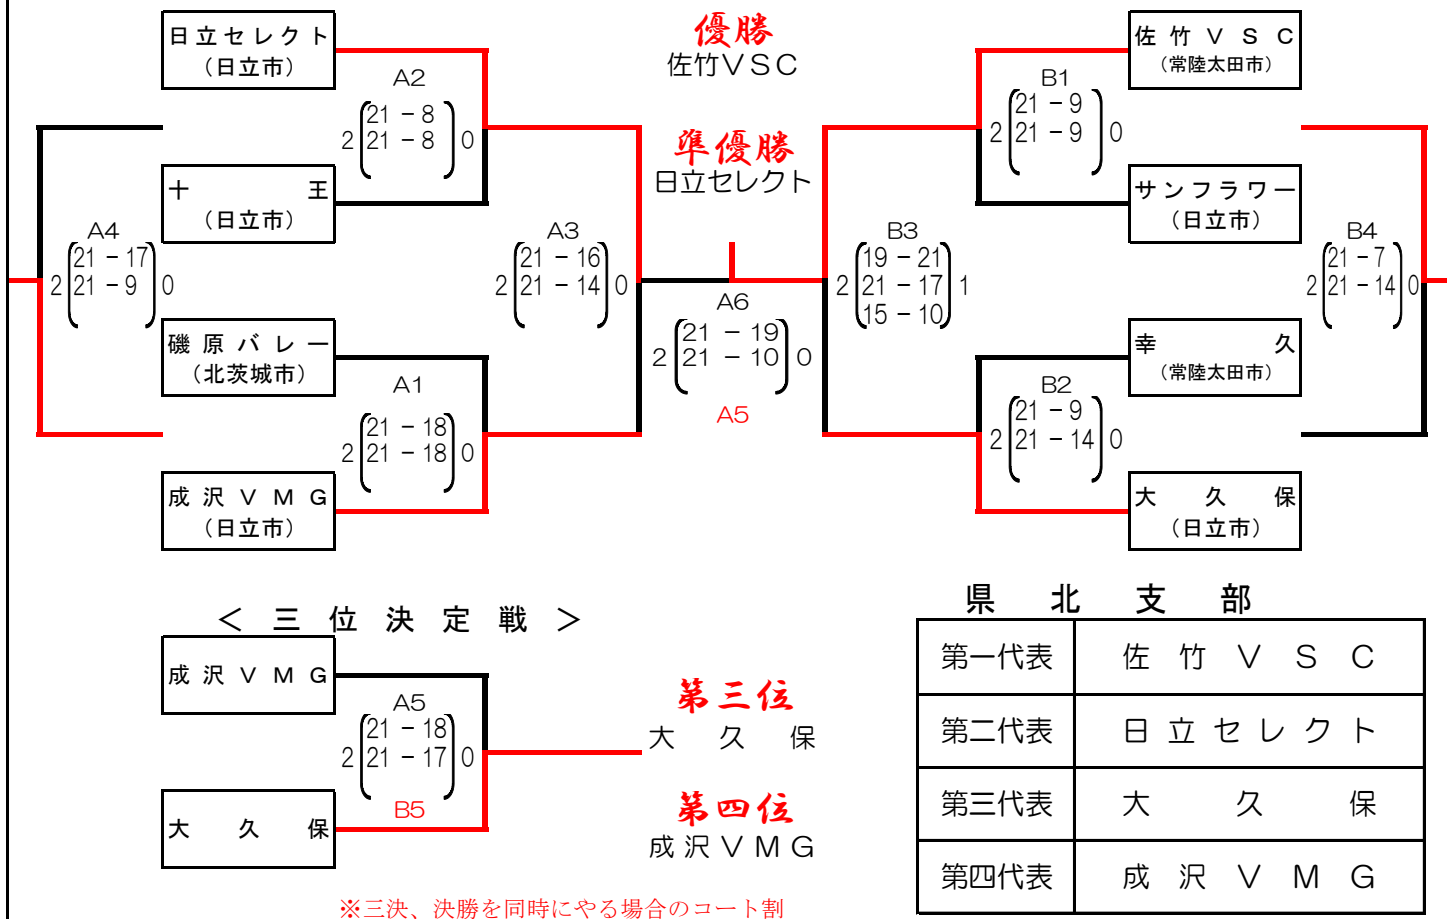 日立セレクト
（日立市）
A2
2 21 － 8 0
21 － 8
十 王
（日立市）
A4
2 21 － 17 0
21 － 9
A3
2 21 － 16 0
21 － 14
磯原バレー
（北茨城市）
A1
2 21 － 18 0
21 － 18
成沢ＶＭＧ
（日立市）
優勝
佐竹ＶＳＣ
準優勝
日立セレクト
A6
2 21 － 19 0
21 － 10
A5
佐竹ＶＳＣ
（常陸太田市）
B1
2 21 － 9 0
21 － 9
サンフラワー
（日立市）
B3
2 19 － 21 1
21 － 17
15 － 10
B4
2 21 － 7 0
21 － 14
幸 久
（常陸太田市）
B2
2 21 － 9 0
21 － 14
大 久 保
（日立市）
＜ 三 位 決 定 戦 ＞
成沢ＶＭＧ
A5
2 21 － 18 0
21 － 17
B5
大 久 保
第三位
大 久 保
第四位
成沢ＶＭＧ
※三決、決勝を同時にやる場合のコート割
県 北 支 部
第一代表 佐 竹 Ｖ Ｓ Ｃ
第二代表 日 立 セ レ ク ト
第三代表 大 久 保
第四代表 成 沢 Ｖ Ｍ Ｇ